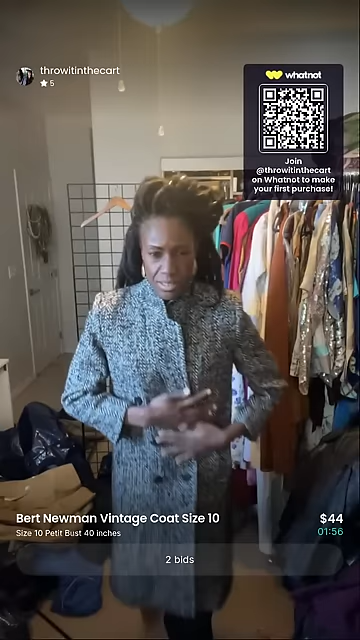 throwitinthecart
★ 5
whatnot
Join
@throwitinthecart
on Whatnot to make
your first purchase!
Bert Newman Vintage Coat Size 10
$44
Size 10 Petit Bust 40 inches
01:56
2 bids